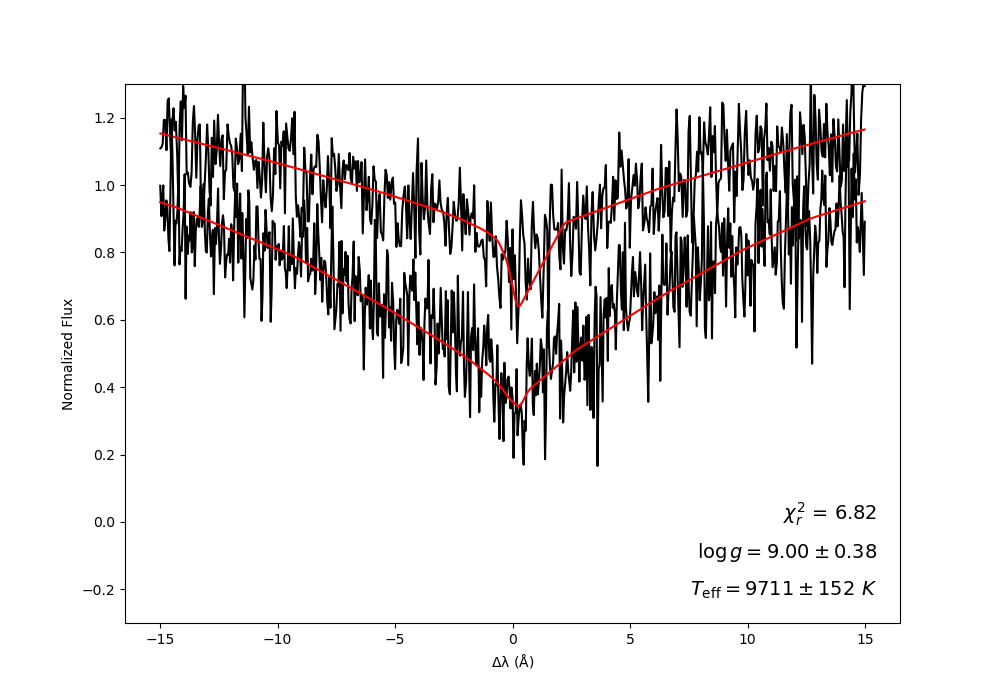 1.2
1.0
0.8
0.6
0.4
0.2
0.0
−0.2
Normalized Flux
χ²ᵣ = 6.82
log g = 9.00 ± 0.38
T_eff = 9711 ± 152 K
−15 −10 −5 0 5 10 15
Δλ (Å)